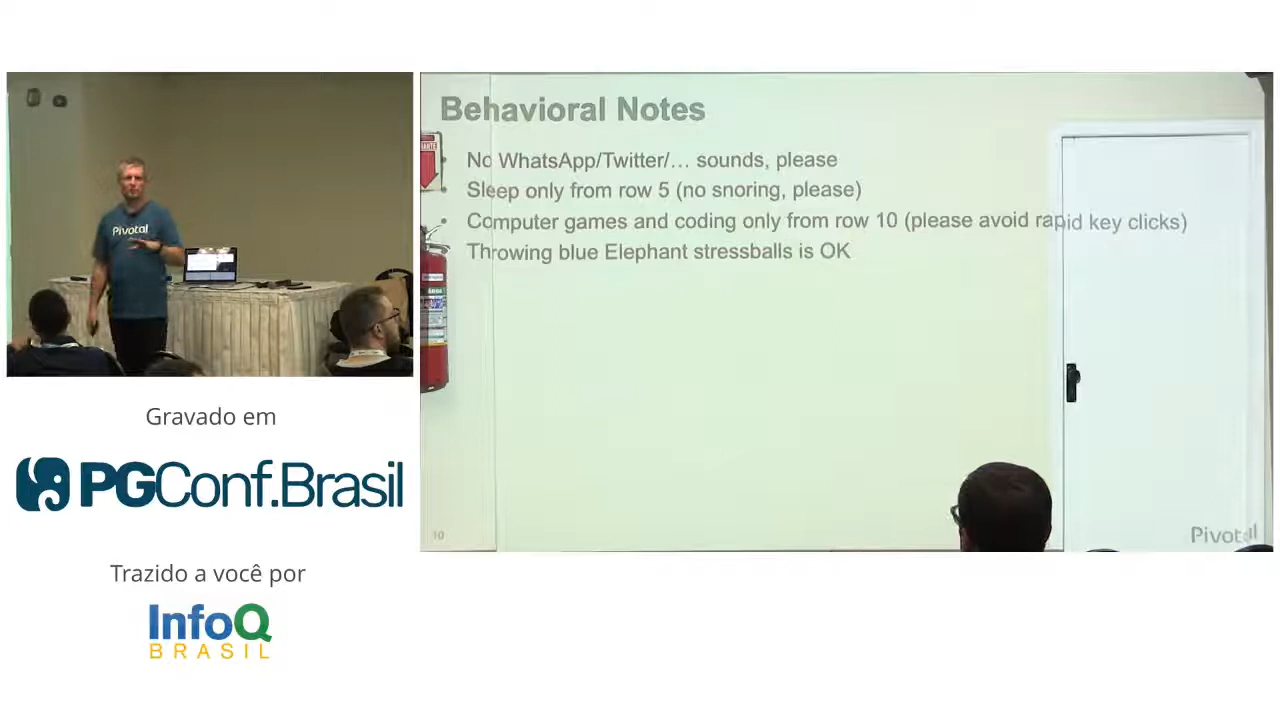 Behavioral Notes
• No WhatsApp/Twitter/… sounds, please
• Sleep only from row 5 (no snoring, please)
• Computer games and coding only from row 10 (please avoid rapid key clicks)
• Throwing blue Elephant stressballs is OK
10
Pivotal
Pivotal
Gravado em
PGConf.Brasil
Trazido a você por
InfoQ
BRASIL